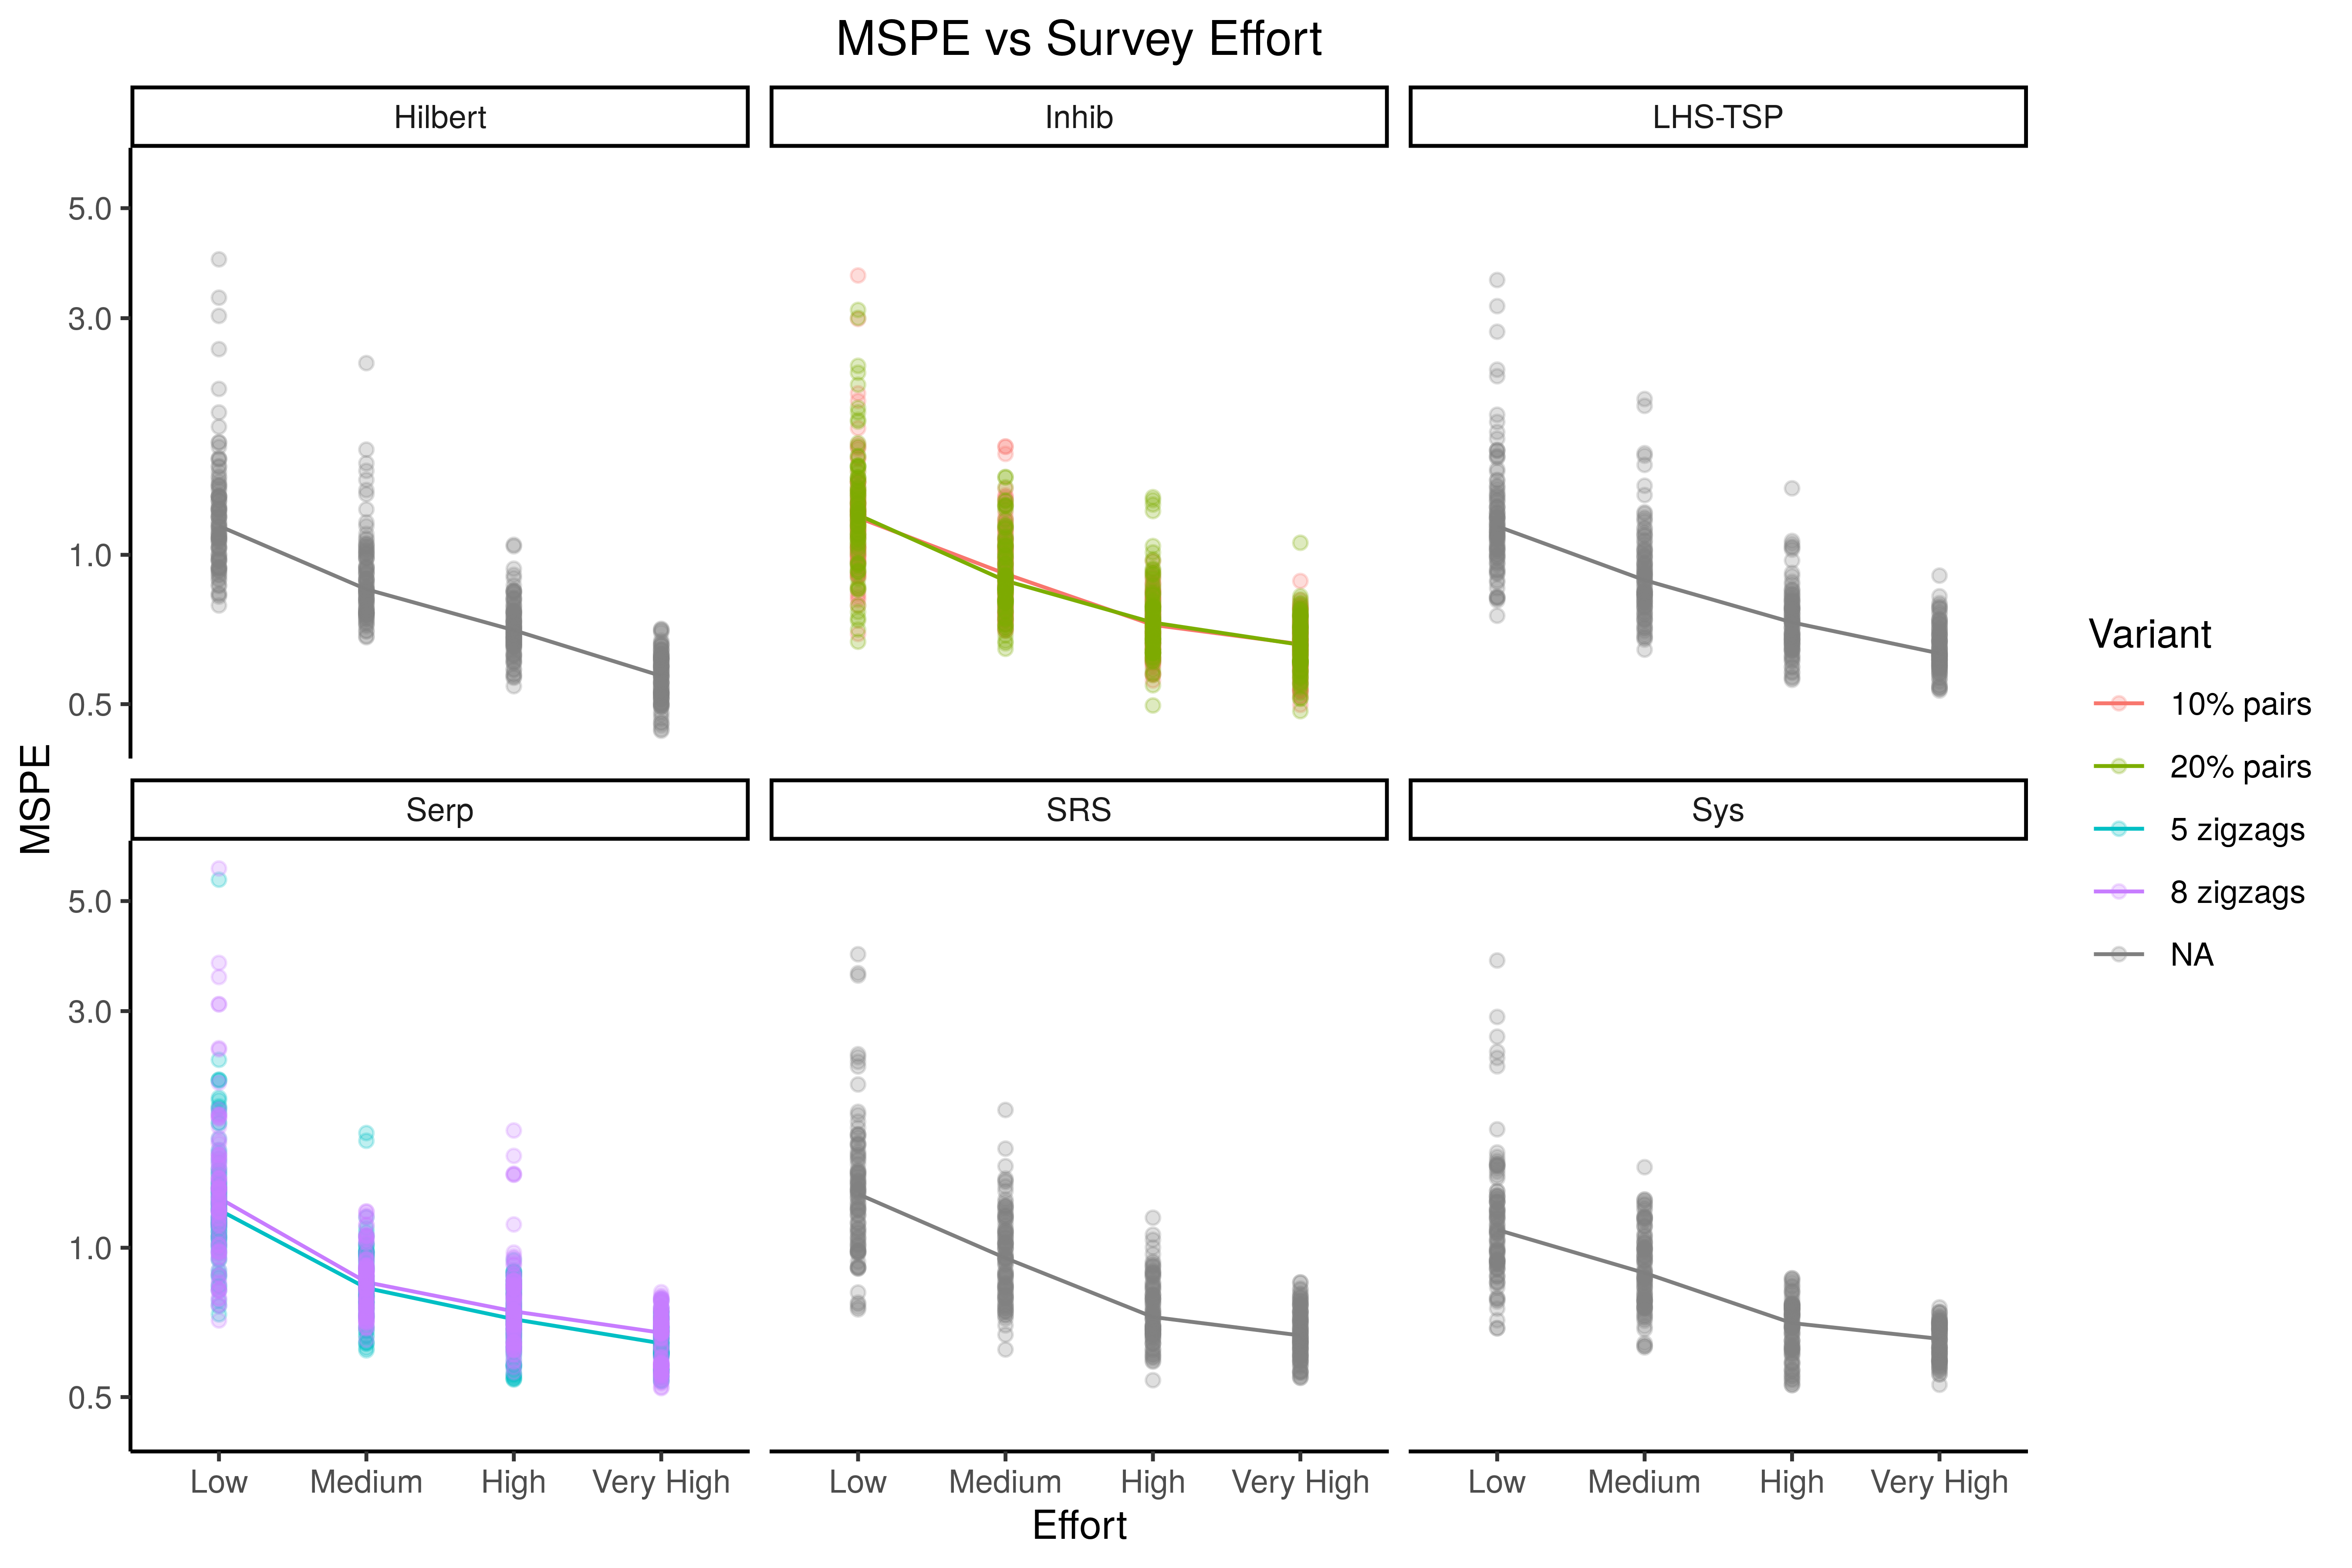 MSPE vs Survey Effort
Hilbert
Inhib
LHS-TSP
5.0
3.0
1.0
0.5
MSPE
Serp
SRS
Sys
5.0
3.0
1.0
0.5
Low Medium High Very High
Low Medium High Very High
Low Medium High Very High
Effort
Variant
10% pairs
20% pairs
5 zigzags
8 zigzags
NA